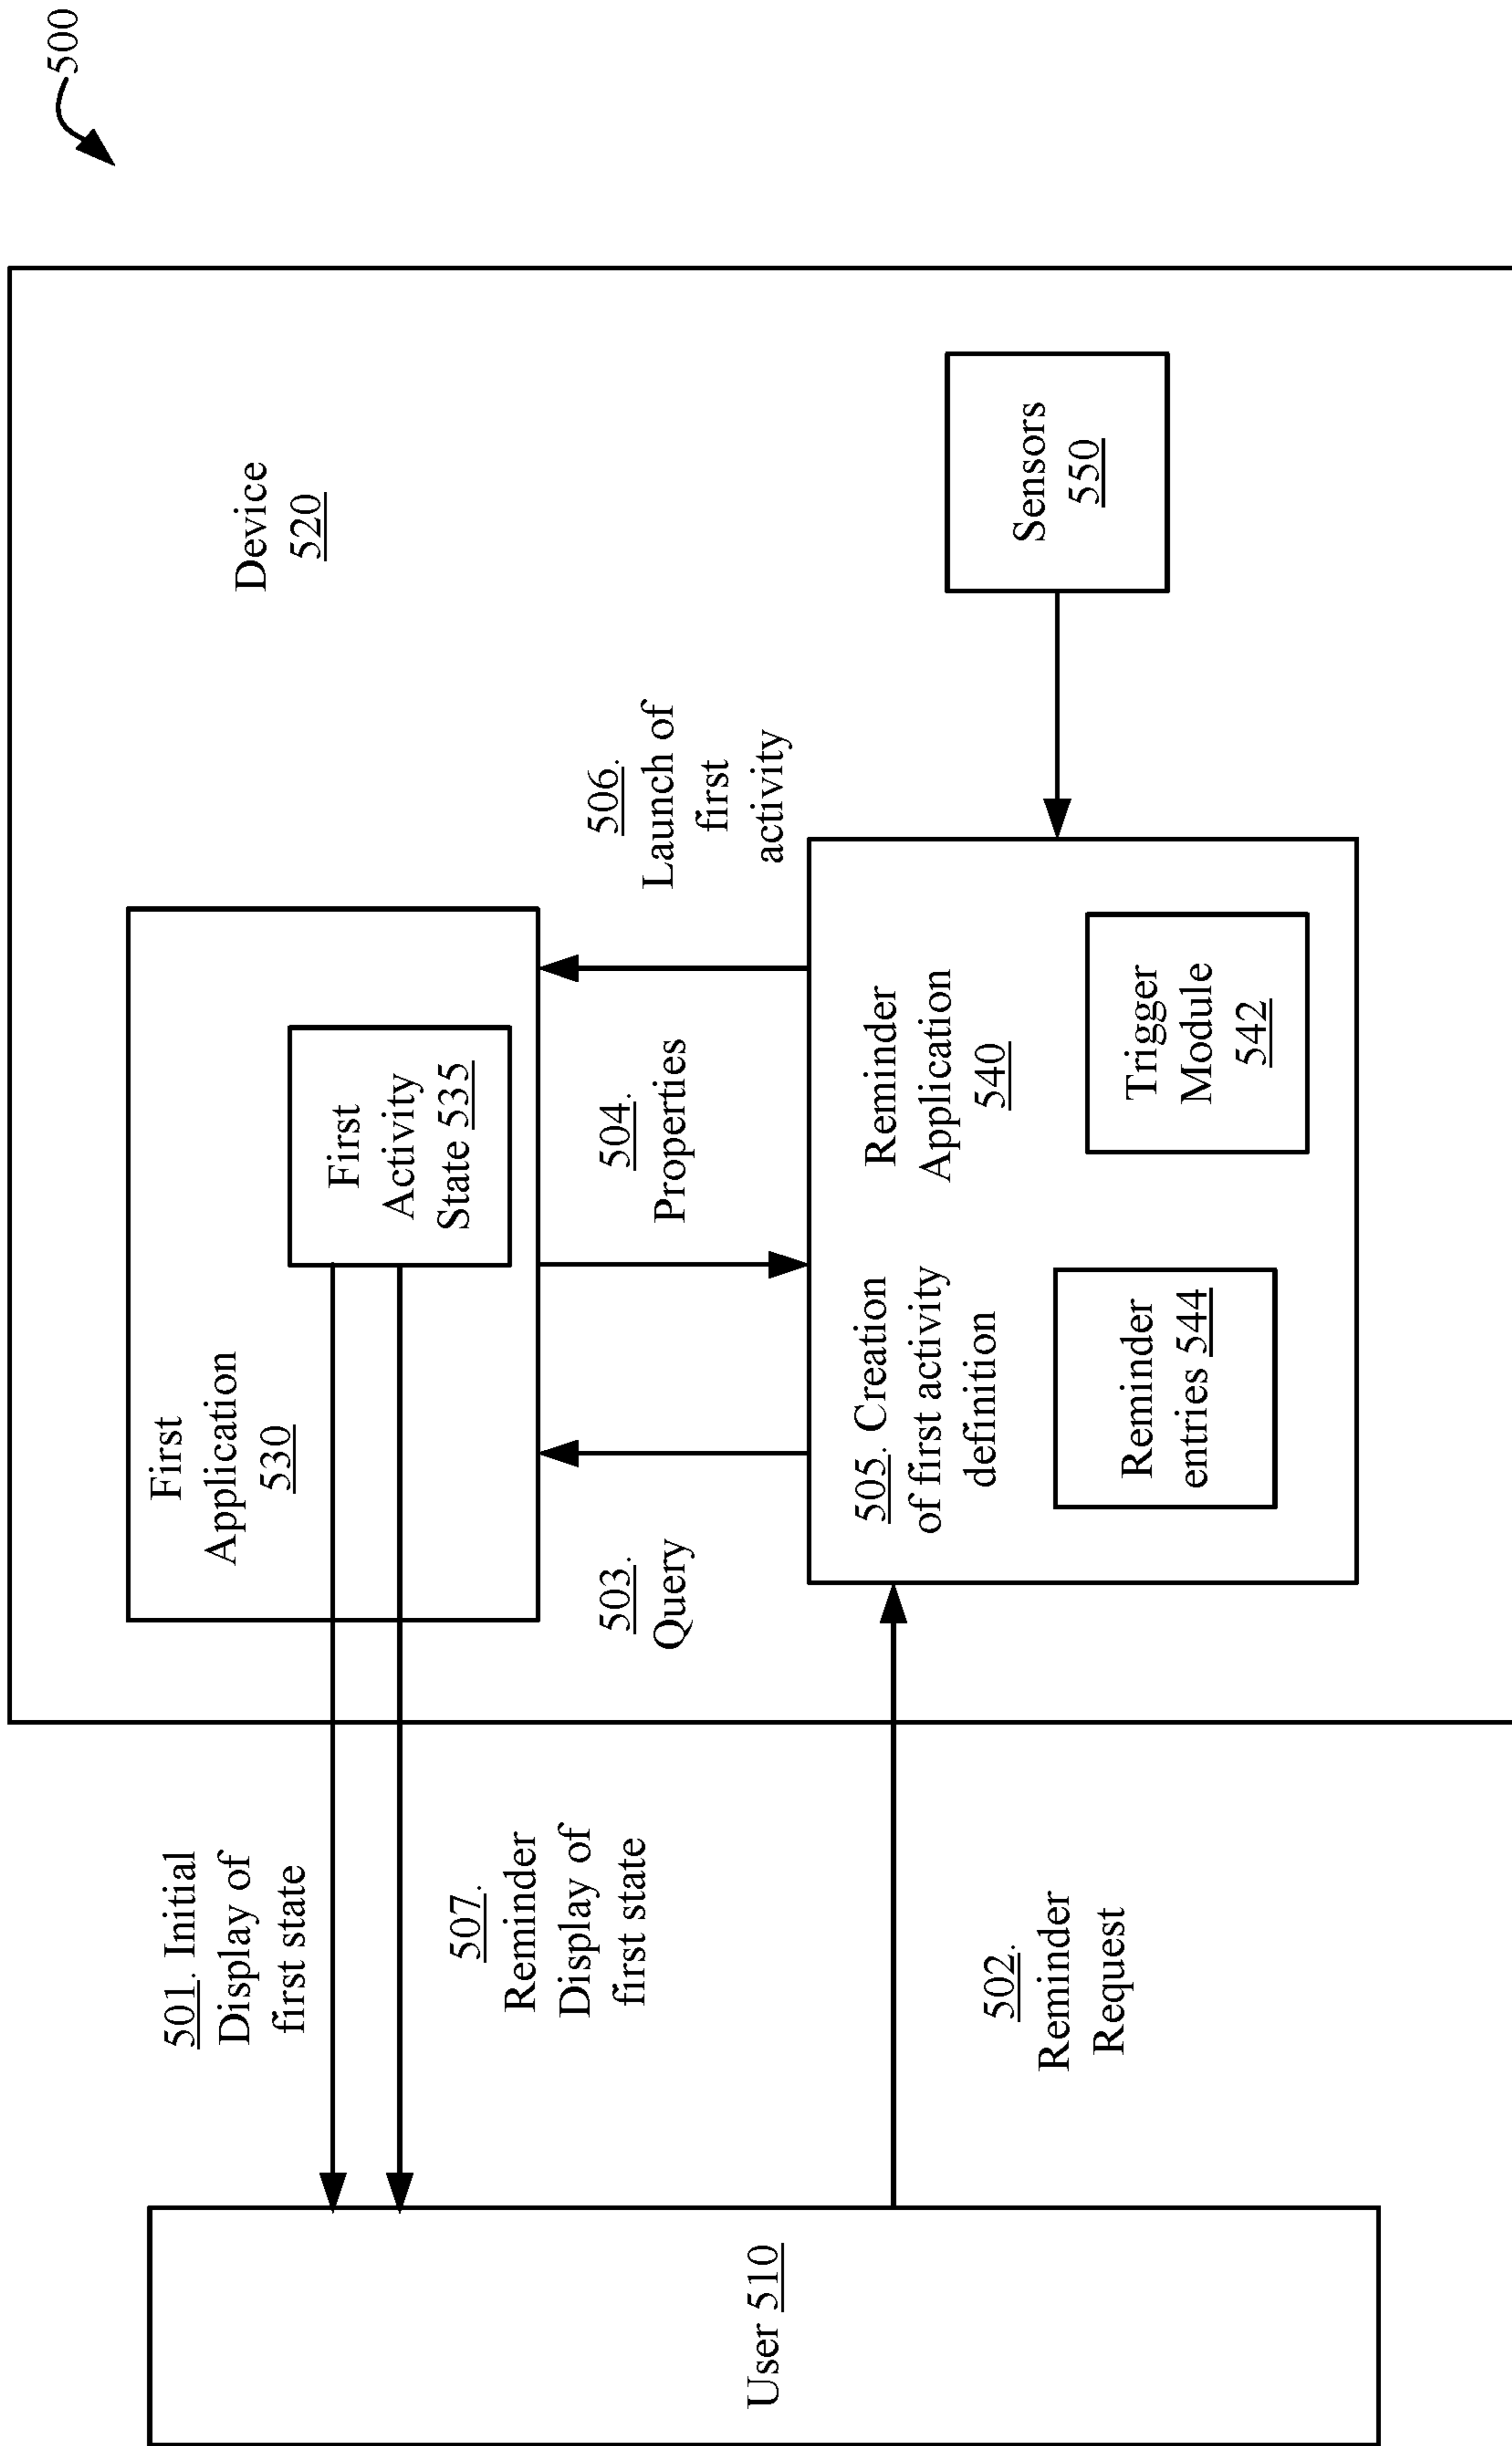 500
Device
520
First
Application
530
First
Activity
State 535
501. Initial
Display of
first state
507.
Reminder
Display of
first state
503.
Query
504.
Properties
506.
Launch of
first
activity
User 510
502.
Reminder
Request
505. Creation
of first activity
definition
Reminder
Application
540
Reminder
entries 544
Trigger
Module
542
Sensors
550